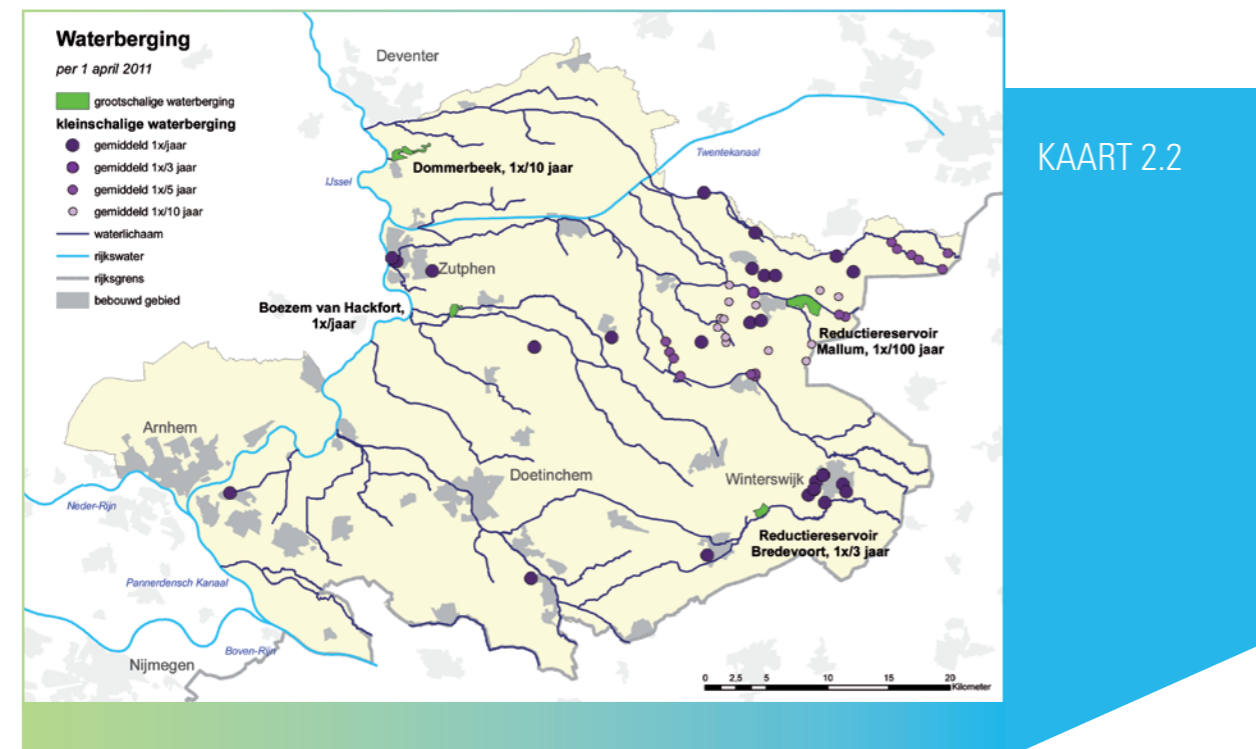 Waterberging
per 1 april 2011
grootschalige waterberging
kleinschalige waterberging
gemiddeld 1x/jaar
gemiddeld 1x/3 jaar
gemiddeld 1x/5 jaar
gemiddeld 1x/10 jaar
waterlichaam
rijkswater
rijksgrens
bebouwd gebied
Deventer
Twentekanaal
Dommerbeek, 1x/10 jaar
IJssel
Zutphen
Boezem van Hackfort,
1x/jaar
Reductiereservoir
Mallum, 1x/100 jaar
Arnhem
Doetinchem
Winterswijk
Neder-Rijn
Reductiereservoir
Bredevoort, 1x/3 jaar
Pannerdensch Kanaal
Boven-Rijn
Nijmegen
0 2,5 5 10 15 20
Kilometer
KAART 2.2